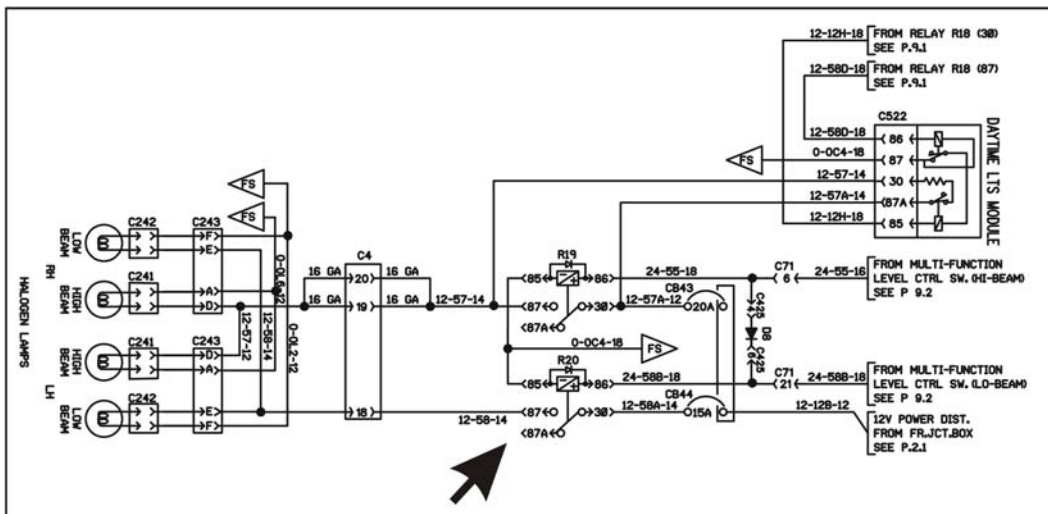 12-12H-18
FROM RELAY R18 (30)
SEE P.9.1
12-58D-18
FROM RELAY R18 (87)
SEE P.9.1
C522
DAYTIME LTS MODULE
12-58D-18
86
0-0C4-18
87
FS
12-57-14
30
12-57A-14
87A
12-12H-18
85
FS
FS
C242
C243
LOW BEAM
F
E
RH
C241
HIGH BEAM
A
D
HALOGEN LAMPS
C241
C243
HIGH BEAM
D
A
LH
C242
LOW BEAM
E
F
12-57-12
12-58-14
0-0L2-12
C4
16 GA
20
16 GA
16 GA
19
16 GA
12-57-14
18
12-58-14
R19
85
86
24-55-18
87
30
12-57A-12
87A
CB43
20A
C71
6
24-55-16
FROM MULTI-FUNCTION
LEVEL CTRL SW.(HI-BEAM)
SEE P 9.2
C425
D8
C425
0-0C4-18
FS
R20
85
86
24-58B-18
C71
21
24-58B-18
FROM MULTI-FUNCTION
LEVEL CTRL SW.(LO-BEAM)
SEE P 9.2
87
30
12-58A-14
87A
CB44
15A
12-12B-12
12V POWER DIST.
FROM FR.JCT.BOX
SEE P.2.1